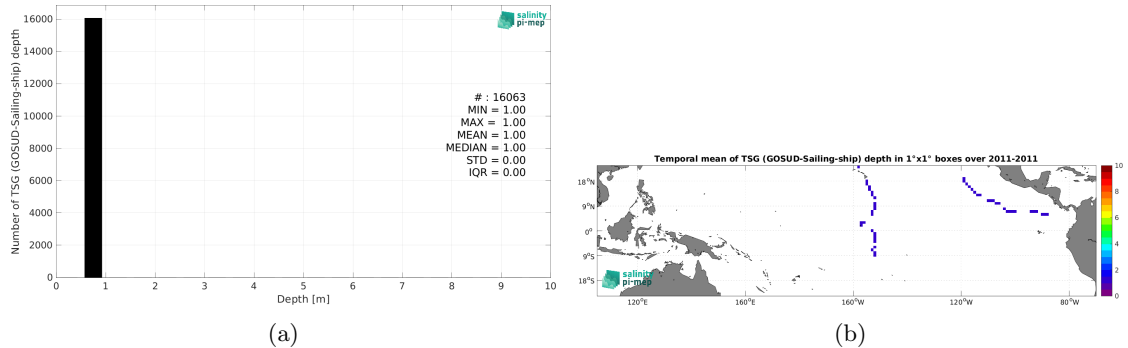 Number of TSG (GOSUD-Sailing-ship) depth
16000
14000
12000
10000
8000
6000
4000
2000
0
0 1 2 3 4 5 6 7 8 9 10
Depth [m]
salinity
pi-mep
# : 16063
MIN = 1.00
MAX = 1.00
MEAN = 1.00
MEDIAN = 1.00
STD = 0.00
IQR = 0.00
(a)
Temporal mean of TSG (GOSUD-Sailing-ship) depth in 1°x1° boxes over 2011-2011
18°N
9°N
0°
9°S
18°S
120°E 160°E 160°W 120°W 80°W
salinity
pi-mep
10
8
6
4
2
0
(b)